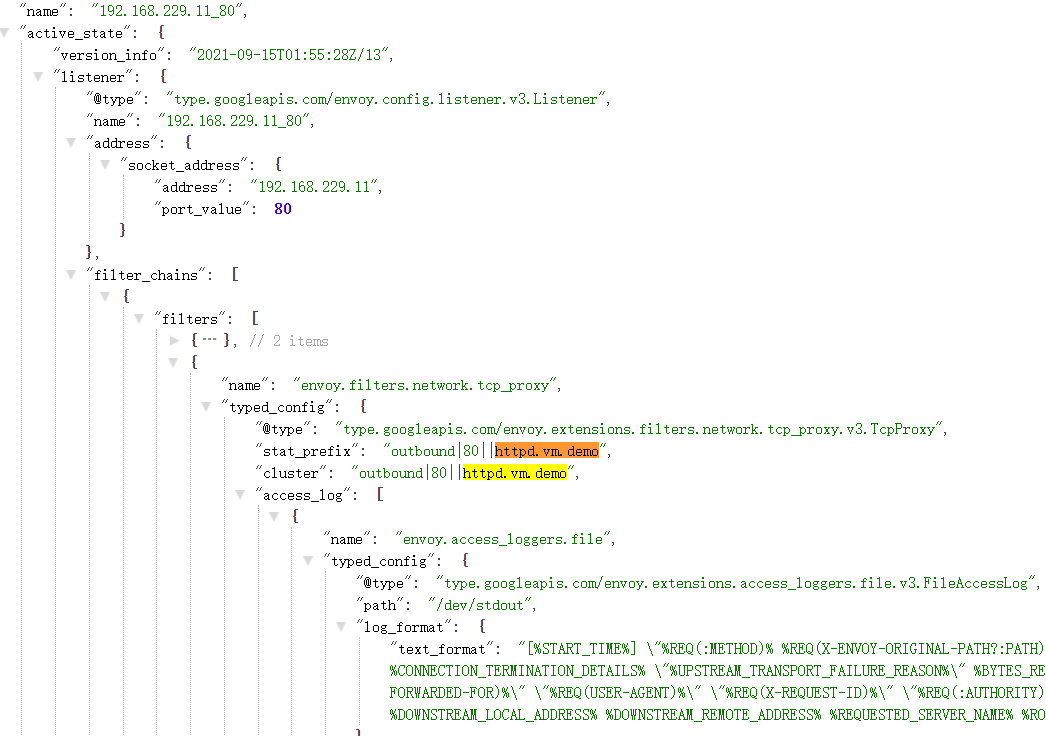 "name": "192.168.229.11_80",
"active_state": {
"version_info": "2021-09-15T01:55:28Z/13",
"listener": {
"@type": "type.googleapis.com/envoy.config.listener.v3.Listener",
"name": "192.168.229.11_80",
"address": {
"socket_address": {
"address": "192.168.229.11",
"port_value": 80
}
},
"filter_chains": [
{
"filters": [
{ ... }, // 2 items
{
"name": "envoy.filters.network.tcp_proxy",
"typed_config": {
"@type": "type.googleapis.com/envoy.extensions.filters.network.tcp_proxy.v3.TcpProxy",
"stat_prefix": "outbound|80||httpd.vm.demo",
"cluster": "outbound|80||httpd.vm.demo",
"access_log": [
{
"name": "envoy.access_loggers.file",
"typed_config": {
"@type": "type.googleapis.com/envoy.extensions.access_loggers.file.v3.FileAccessLog",
"path": "/dev/stdout",
"log_format": {
"text_format": "[%START_TIME%] \"%REQ(:METHOD)% %REQ(X-ENVOY-ORIGINAL-PATH?:PATH)
%CONNECTION_TERMINATION_DETAILS% \"%UPSTREAM_TRANSPORT_FAILURE_REASON%\" %BYTES_RE
FORWARDED-FOR)%\" \"%REQ(USER-AGENT)%\" \"%REQ(X-REQUEST-ID)%\" \"%REQ(:AUTHORITY)
%DOWNSTREAM_LOCAL_ADDRESS% %DOWNSTREAM_REMOTE_ADDRESS% %REQUESTED_SERVER_NAME% %RO
}